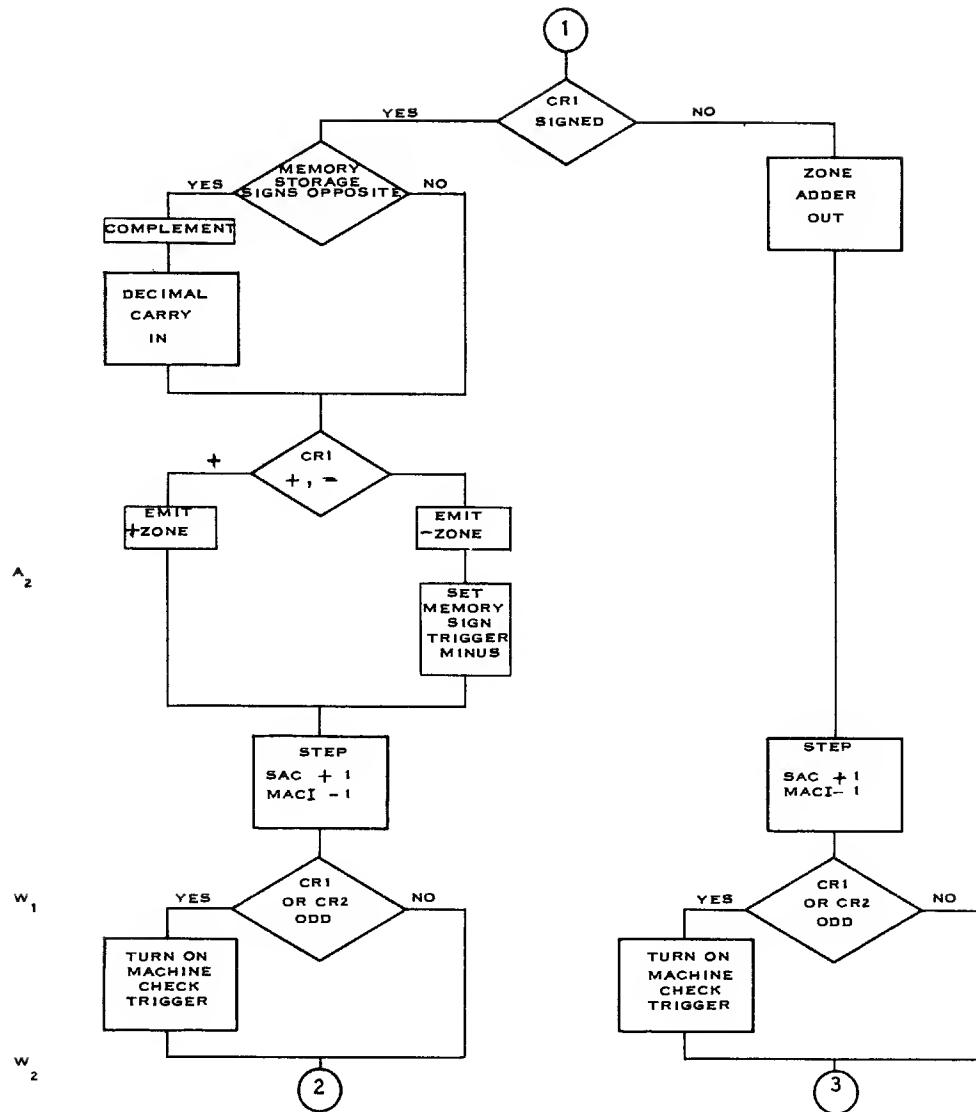 1
CR1
SIGNED
YES
NO
MEMORY
STORAGE
SIGNS OPPOSITE
YES
NO
ZONE
ADDER
OUT
COMPLEMENT
DECIMAL
CARRY
IN
CR1
+ , -
+
EMIT
+ZONE
EMIT
-ZONE
A2
SET
MEMORY
SIGN
TRIGGER
MINUS
STEP
SAC + 1
MACI - 1
STEP
SAC + 1
MACI - 1
W1
YES
CR1
OR CR2
ODD
NO
YES
CR1
OR CR2
ODD
NO
TURN ON
MACHINE
CHECK
TRIGGER
TURN ON
MACHINE
CHECK
TRIGGER
W2
2
3